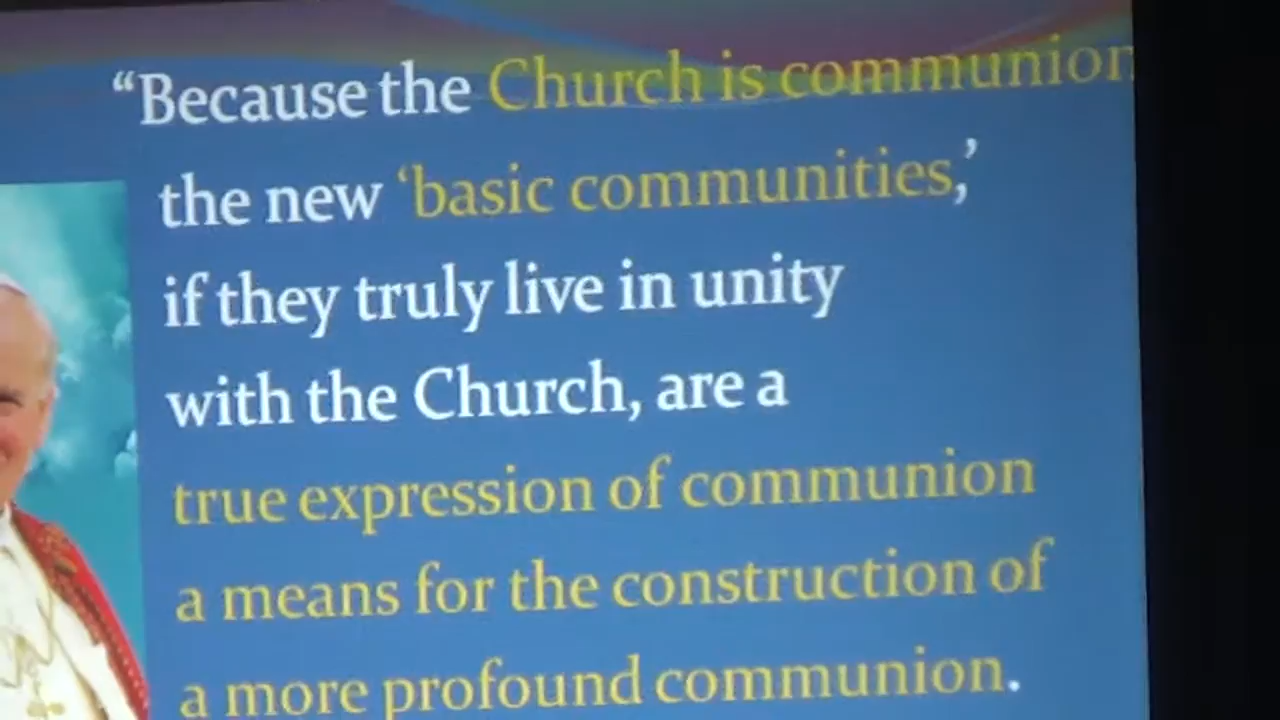 “Because the Church is communion
the new ‘basic communities,’
if they truly live in unity
with the Church, are a
true expression of communion
a means for the construction of
a more profound communion.